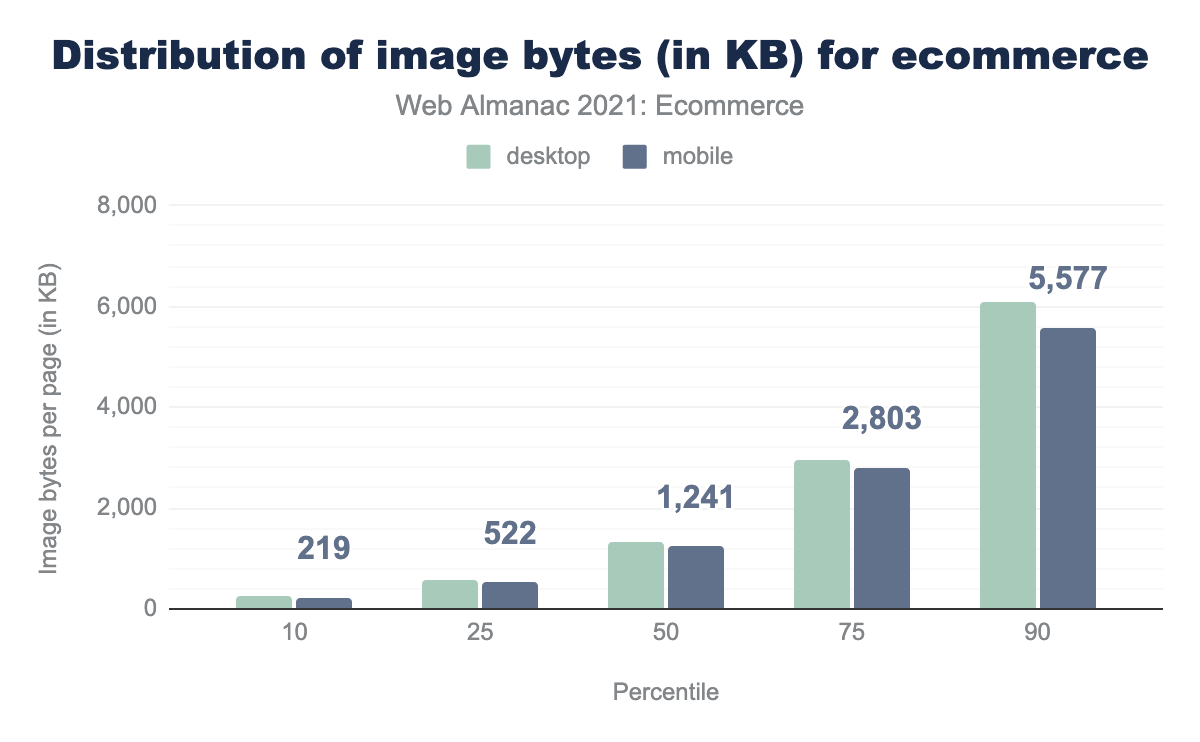 Distribution of image bytes (in KB) for ecommerce
Web Almanac 2021: Ecommerce
desktop mobile
Image bytes per page (in KB)
8,000
6,000
4,000
2,000
0
219
522
1,241
2,803
5,577
10 25 50 75 90
Percentile